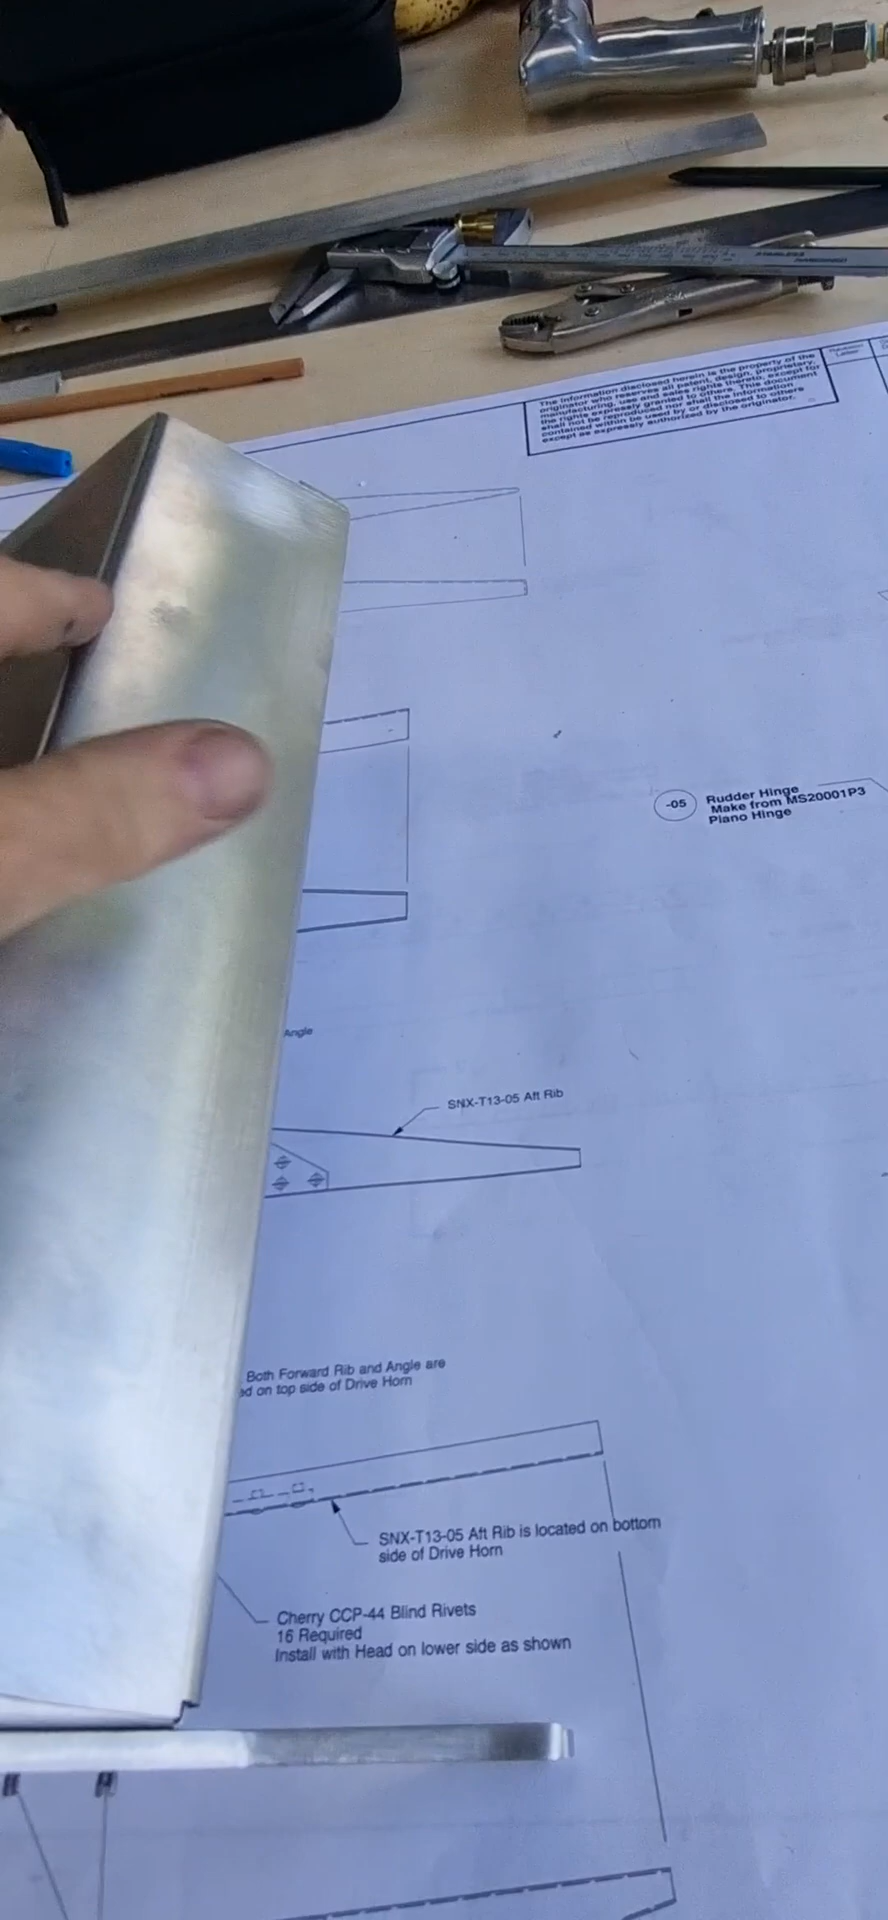 STAINLESS
HARDENED
The information disclosed herein is the property of the
originator who reserves all patent, design, proprietary,
manufacturing, use and sales rights thereto, except for
the rights expressly granted to others. This document
shall not be reproduced nor shall the information
contained within be used by or disclosed to others
except as expressly authorized by the originator.
-05
Rudder Hinge
Make from MS20001P3
Piano Hinge
Angle
SNX-T13-05 Aft Rib
Both Forward Rib and Angle are
on top side of Drive Horn
SNX-T13-05 Aft Rib is located on bottom
side of Drive Horn
Cherry CCP-44 Blind Rivets
16 Required
Install with Head on lower side as shown